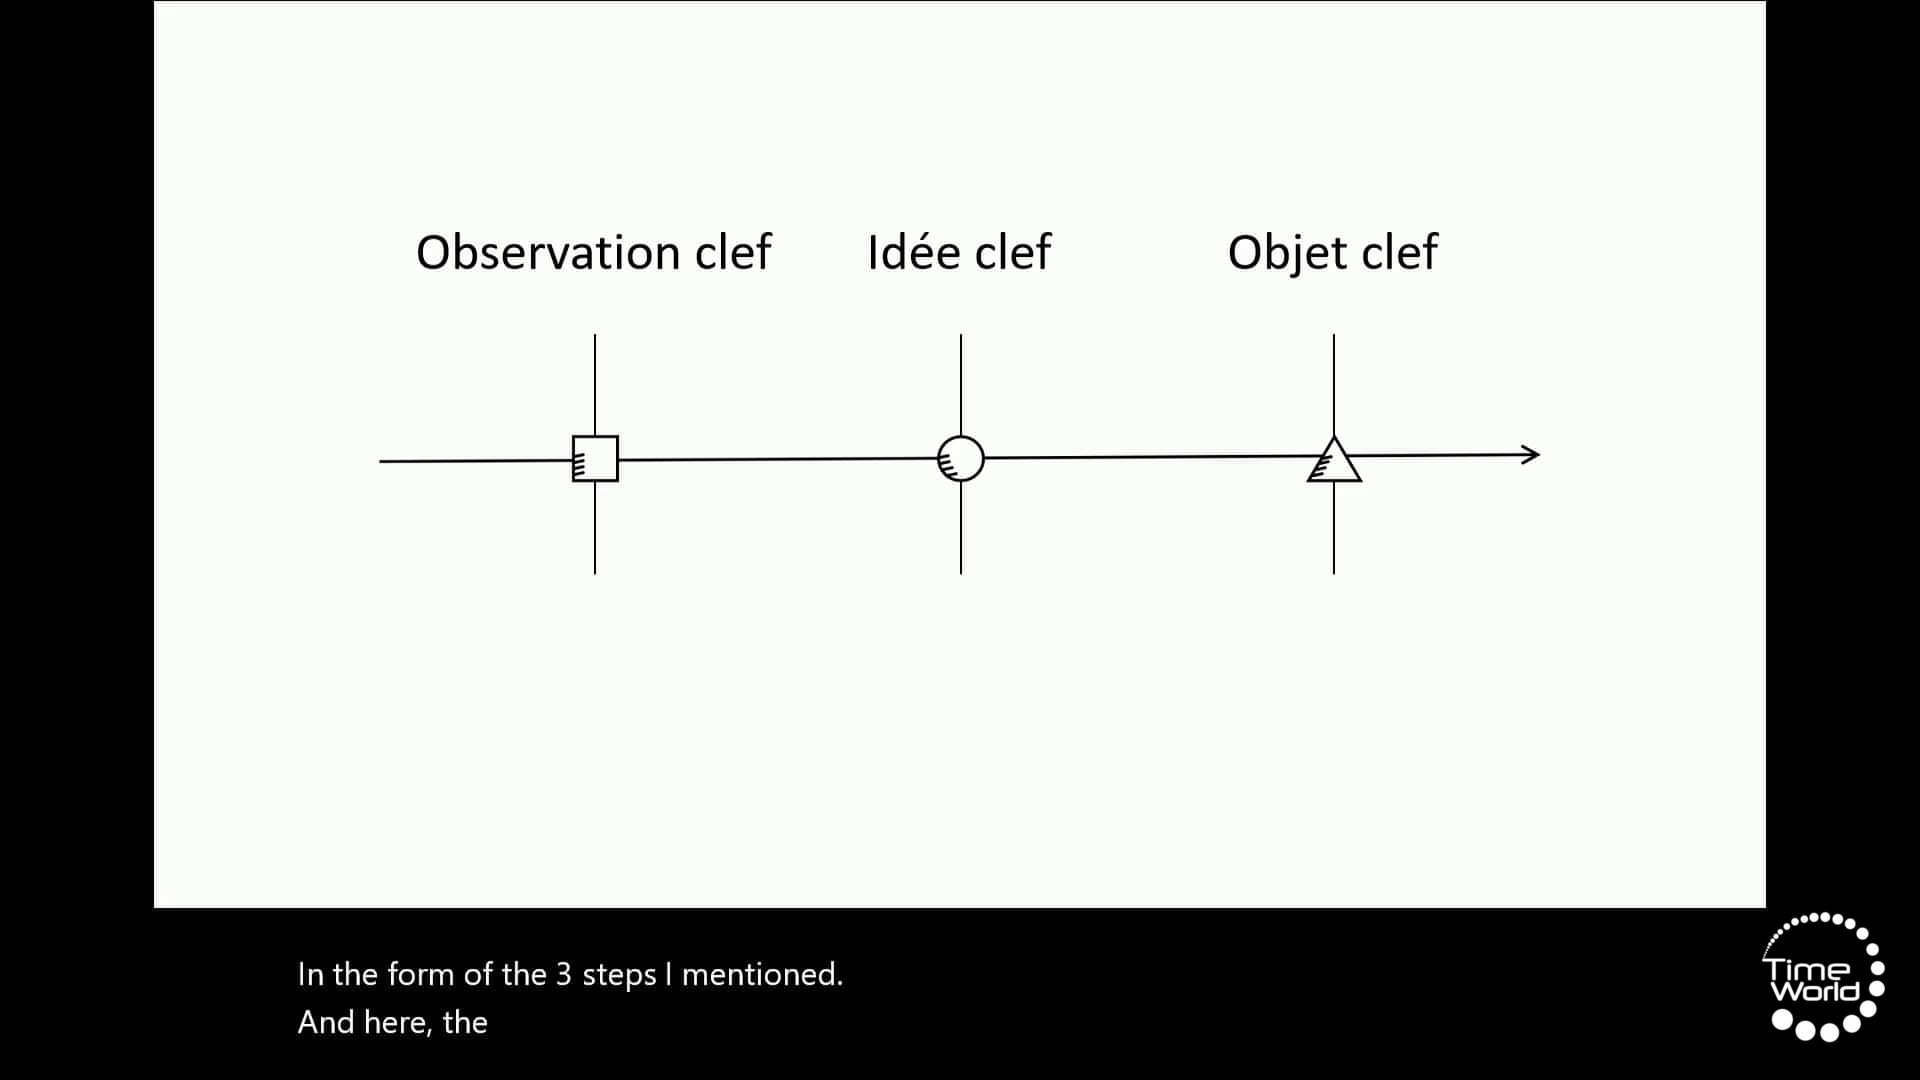 Observation clef
Idée clef
Objet clef
In the form of the 3 steps I mentioned.
And here, the
Time
World